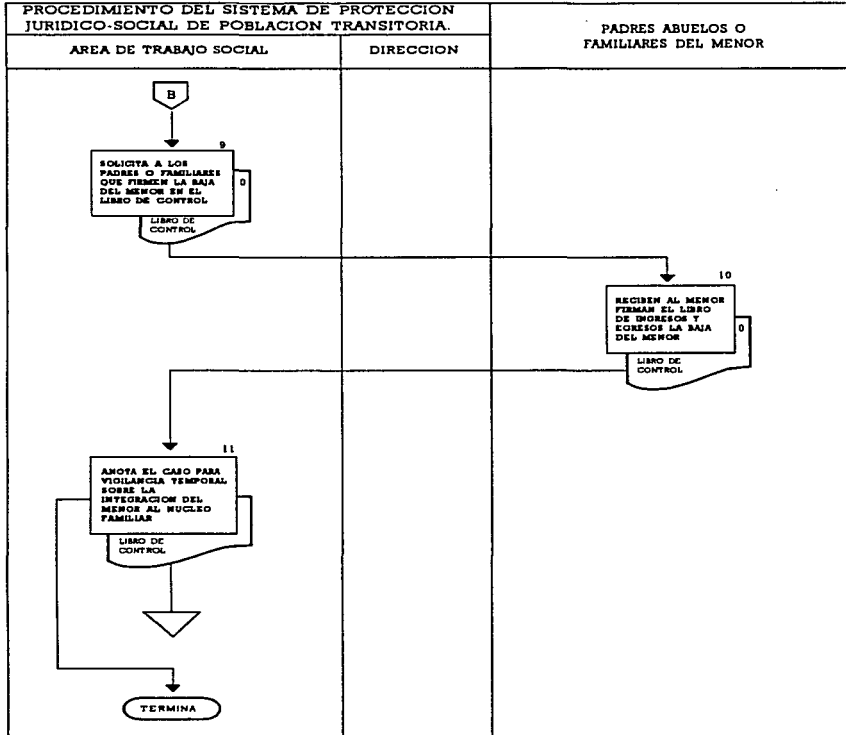 PROCEDIMIENTO DEL SISTEMA DE PROTECCION
JURIDICO-SOCIAL DE POBLACION TRANSITORIA.
PADRES ABUELOS O
FAMILIARES DEL MENOR
AREA DE TRABAJO SOCIAL
DIRECCION
B
9
SOLICITA A LOS
PADRES O FAMILIARES
QUE FIRMEN LA BAJA
DEL MENOR EN EL
LIBRO DE CONTROL
0
LIBRO DE
CONTROL
10
RECIBEN AL MENOR
FIRMAN EL LIBRO
DE INGRESOS Y
EGRESOS LA BAJA
DEL MENOR
0
LIBRO DE
CONTROL
11
ANOTA EL CASO PARA
VIGILANCIA TEMPORAL
SOBRE LA
INTEGRACION DEL
MENOR AL NUCLEO
FAMILIAR
LIBRO DE
CONTROL
TERMINA